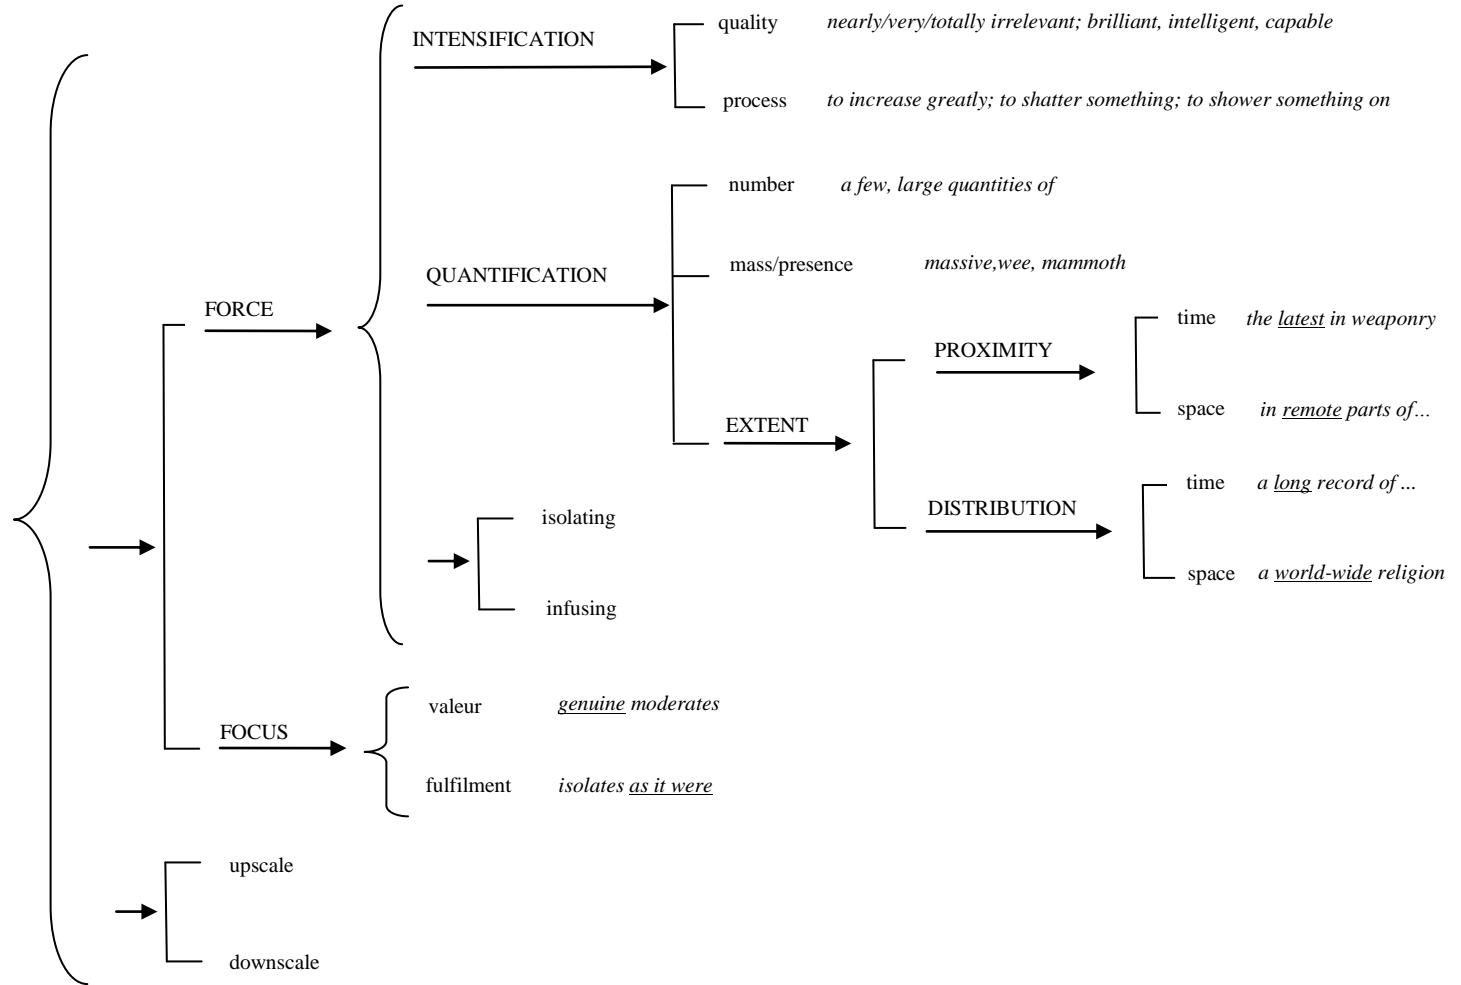 INTENSIFICATION
quality nearly/very/totally irrelevant; brilliant, intelligent, capable
process to increase greatly; to shatter something; to shower something on
QUANTIFICATION
number a few, large quantities of
mass/presence massive,wee, mammoth
FORCE
EXTENT
PROXIMITY
time the latest in weaponry
space in remote parts of...
DISTRIBUTION
time a long record of ...
space a world-wide religion
isolating
infusing
FOCUS
valeur genuine moderates
fulfilment isolates as it were
upscale
downscale